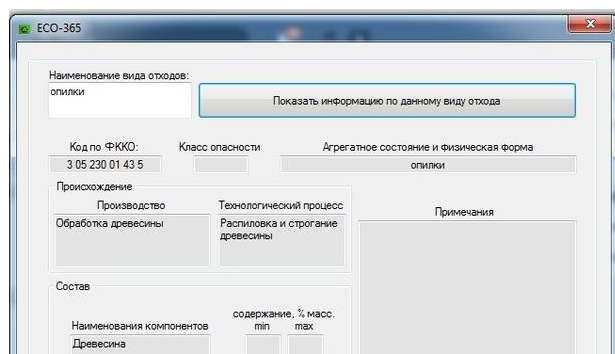 ECO-365
Наименование вида отходов:
опилки
Показать информацию по данному виду отхода
Код по ФККО:
Класс опасности
Агрегатное состояние и физическая форма
3 05 230 01 43 5
опилки
Происхождение
Производство
Технологический процесс
Обработка древесины
Распиловка и строгание
древесины
Примечания
Состав
содержание, % масс.
Наименования компонентов
min
max
Древесина